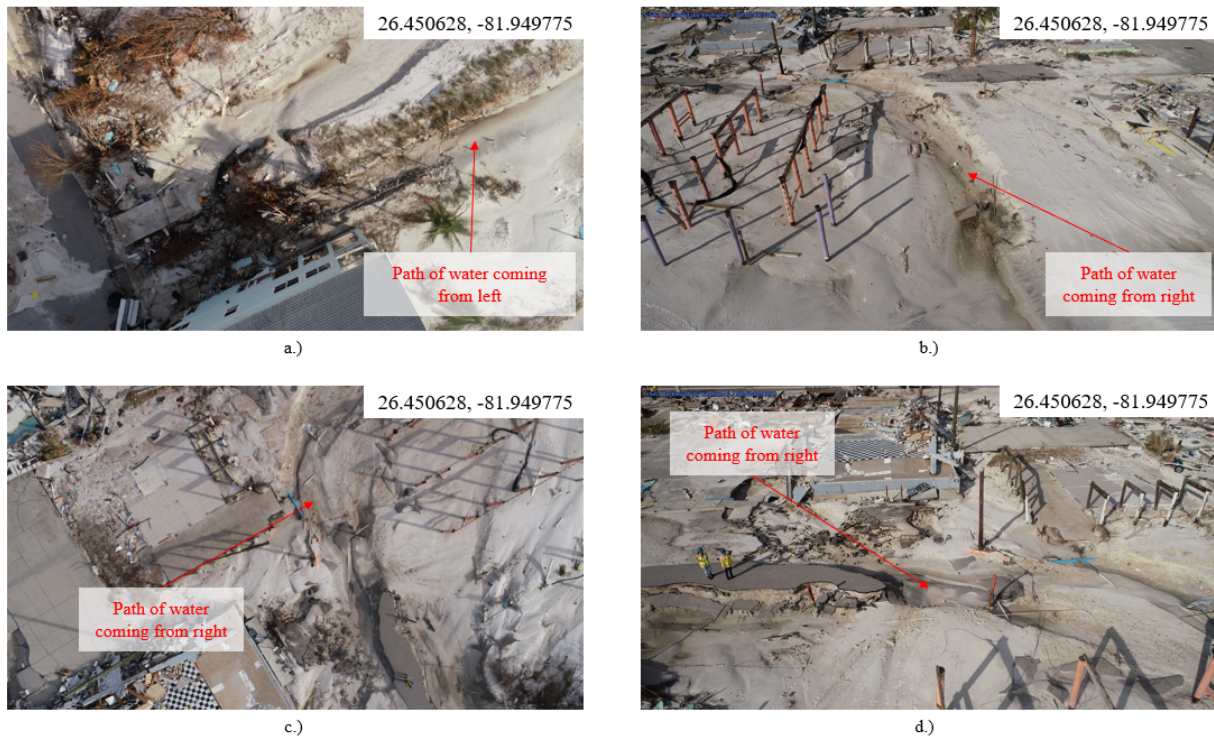 26.450628, -81.949775
Path of water coming
from left
a.)
26.450628, -81.949775
Path of water
coming from right
b.)
26.450628, -81.949775
Path of water
coming from right
c.)
26.450628, -81.949775
Path of water
coming from right
d.)